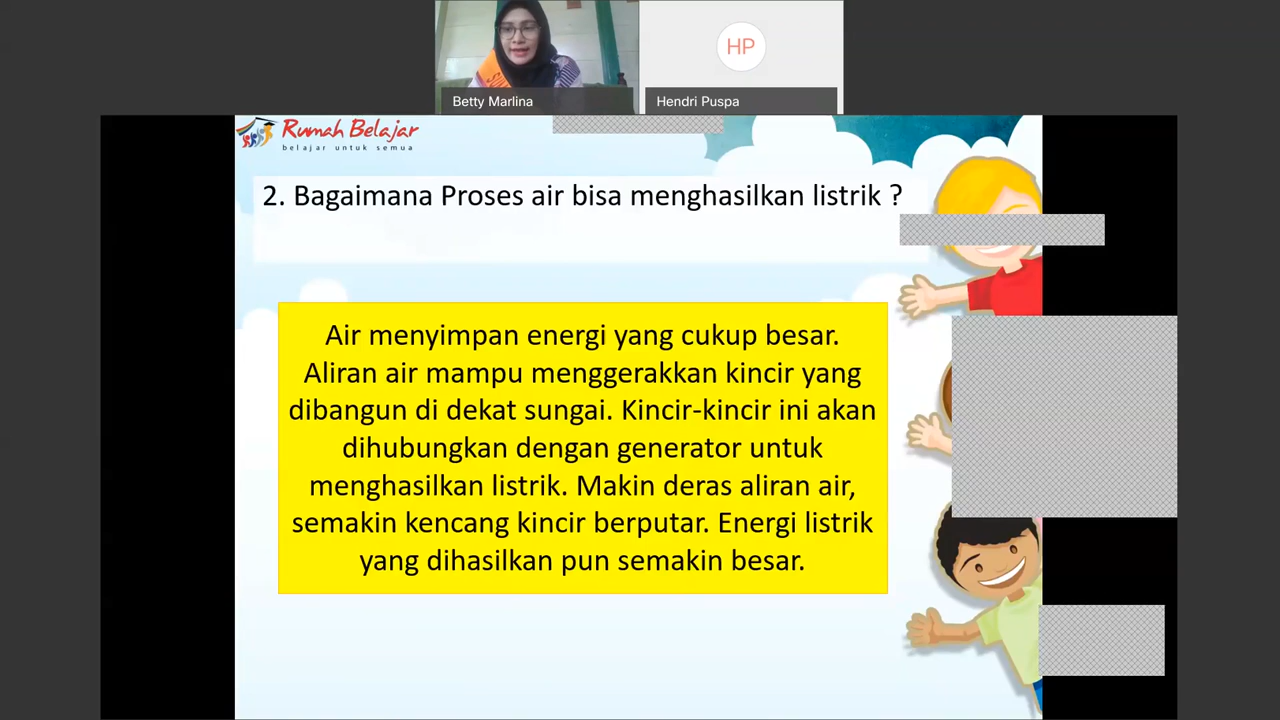 HP
Betty Marlina
Hendri Puspa
Rumah Belajar
belajar untuk semua
2. Bagaimana Proses air bisa menghasilkan listrik ?
Air menyimpan energi yang cukup besar.
Aliran air mampu menggerakkan kincir yang
dibangun di dekat sungai. Kincir-kincir ini akan
dihubungkan dengan generator untuk
menghasilkan listrik. Makin deras aliran air,
semakin kencang kincir berputar. Energi listrik
yang dihasilkan pun semakin besar.